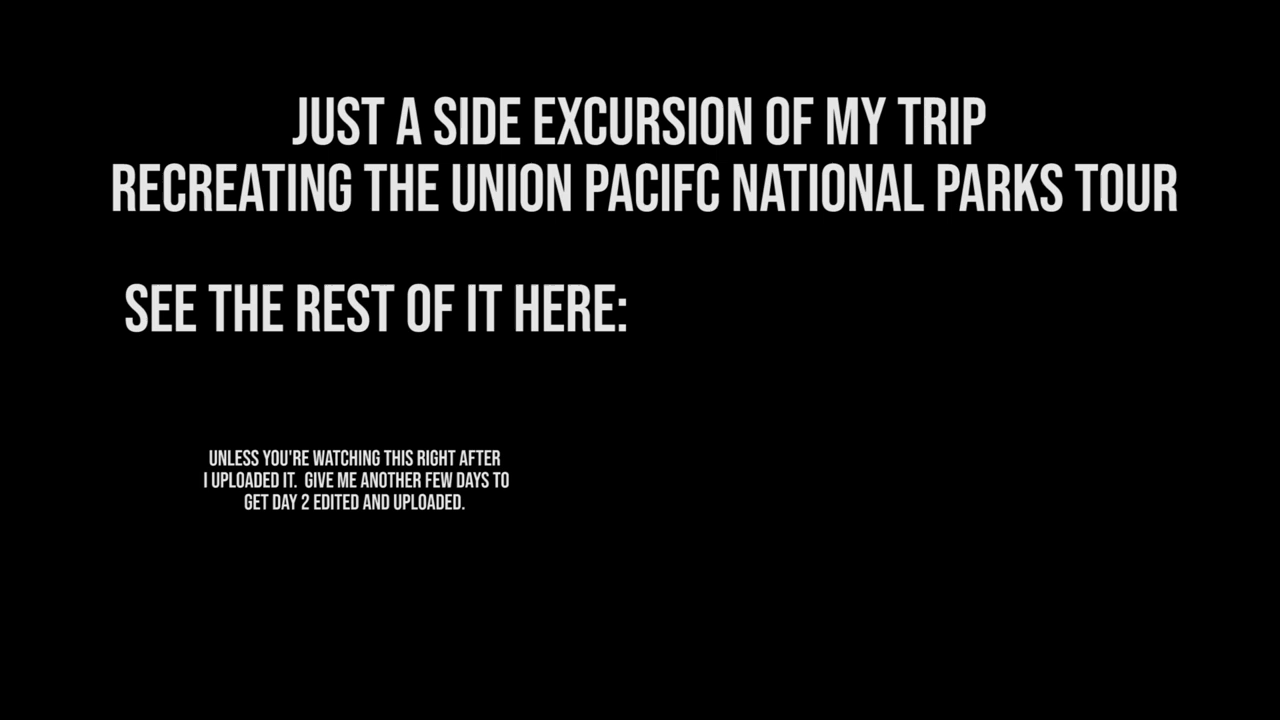 JUST A SIDE EXCURSION OF MY TRIP
RECREATING THE UNION PACIFC NATIONAL PARKS TOUR
SEE THE REST OF IT HERE:
UNLESS YOU'RE WATCHING THIS RIGHT AFTER
I UPLOADED IT. GIVE ME ANOTHER FEW DAYS TO
GET DAY 2 EDITED AND UPLOADED.